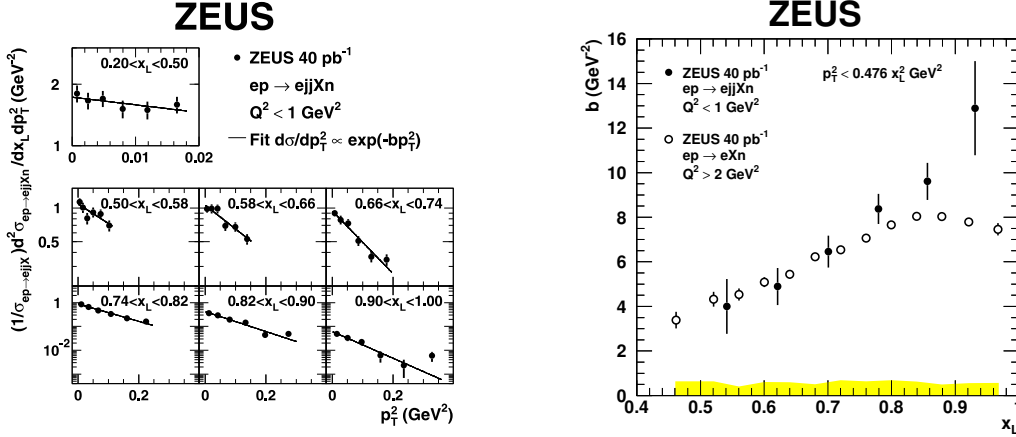 ZEUS
(1/σ_{ep→ejjX})d²σ_{ep→ejjXn}/dx_L dp_T² (GeV⁻²)
0.20<x_L<0.50
2
1
0 0.01 0.02
ZEUS 40 pb⁻¹
ep → ejjXn
Q² < 1 GeV²
Fit dσ/dp_T² ∝ exp(-bp_T²)
0.50<x_L<0.58
0.58<x_L<0.66
0.66<x_L<0.74
1
0.5
0.74<x_L<0.82
0.82<x_L<0.90
0.90<x_L<1.00
1
10⁻²
0 0.2 0 0.2 0 0.2
p_T² (GeV²)
ZEUS
b (GeV⁻²)
16
14
12
10
8
6
4
2
0
ZEUS 40 pb⁻¹
ep → ejjXn
Q² < 1 GeV²
p_T² < 0.476 x_L² GeV²
ZEUS 40 pb⁻¹
ep → eXn
Q² > 2 GeV²
0.4 0.5 0.6 0.7 0.8 0.9 1
x_L